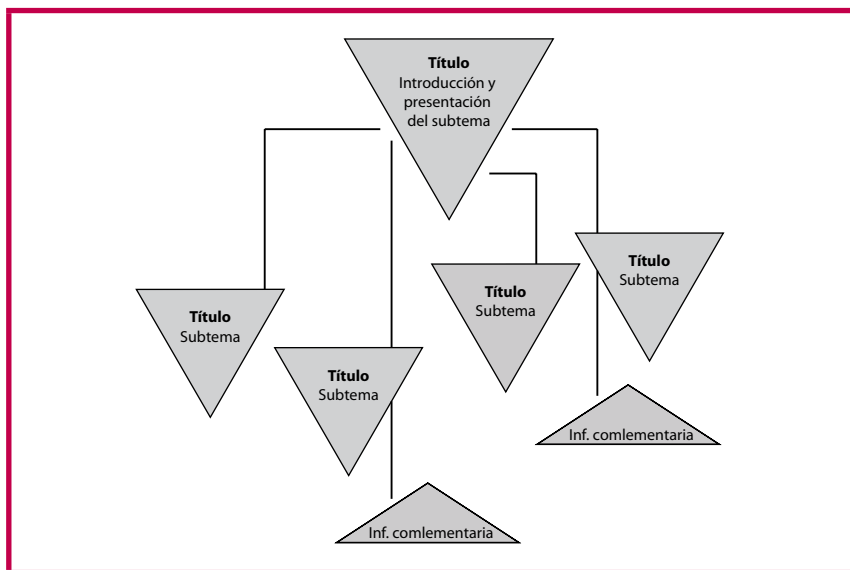 Título
Introducción y
presentación
del subtema
Título
Subtema
Título
Subtema
Título
Subtema
Título
Subtema
Inf. comlementaria
Inf. comlementaria